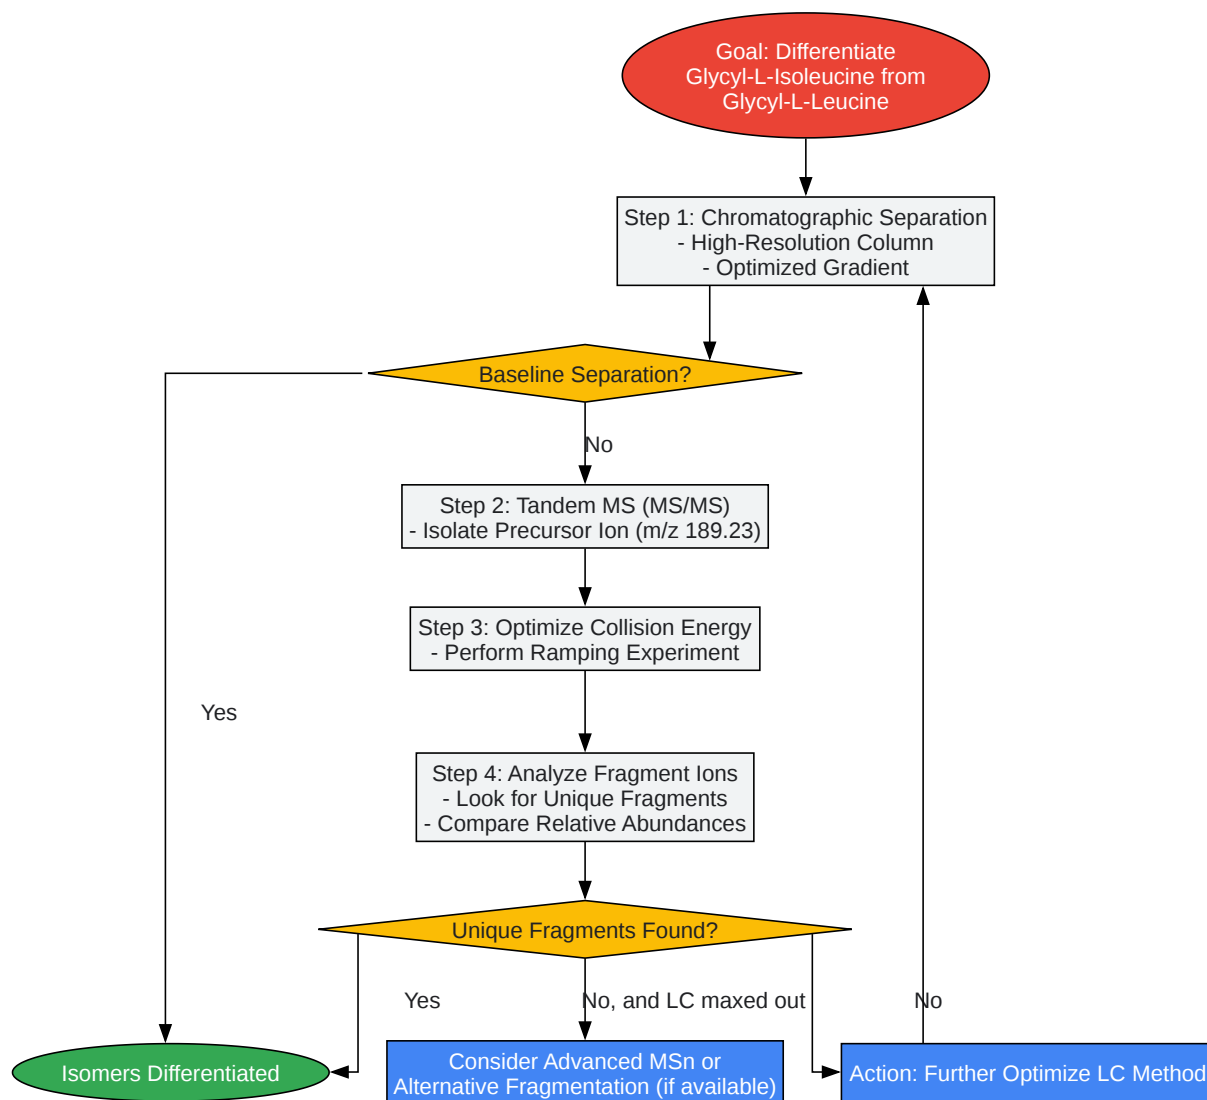 Goal: Differentiate
Glycyl-L-Isoleucine from
Glycyl-L-Leucine
Step 1: Chromatographic Separation
- High-Resolution Column
- Optimized Gradient
Baseline Separation?
No
Step 2: Tandem MS (MS/MS)
- Isolate Precursor Ion (m/z 189.23)
Step 3: Optimize Collision Energy
- Perform Ramping Experiment
Yes
Step 4: Analyze Fragment Ions
- Look for Unique Fragments
- Compare Relative Abundances
Unique Fragments Found?
Yes
No, and LC maxed out
No
Isomers Differentiated
Consider Advanced MSn or
Alternative Fragmentation (if available)
Action: Further Optimize LC Method